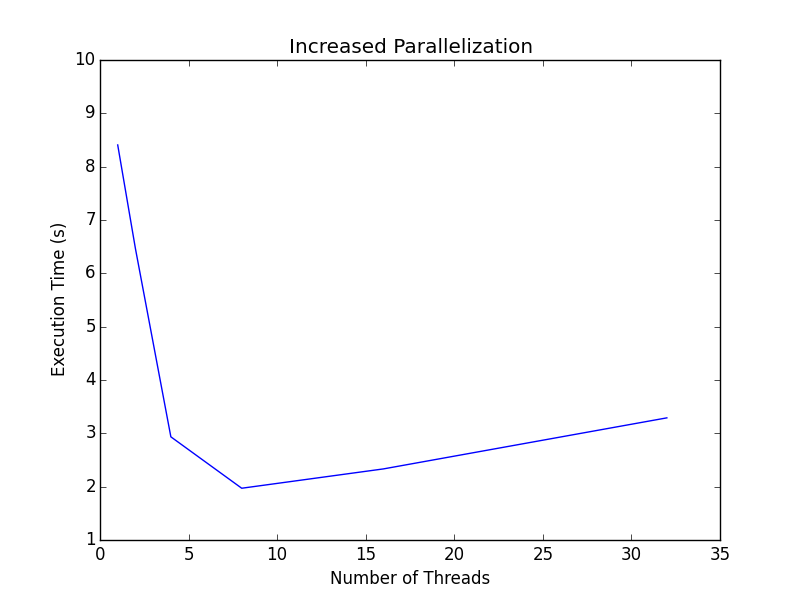 Increased Parallelization
10
9
8
7
6
5
4
3
2
1
Execution Time (s)
0 5 10 15 20 25 30 35
Number of Threads